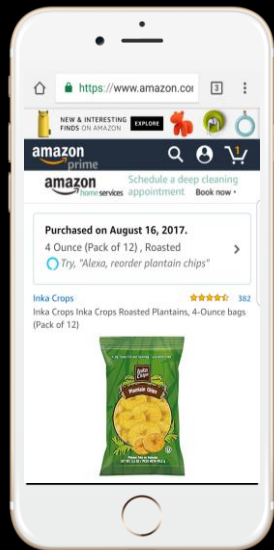 https://www.amazon.coı
3
NEW & INTERESTING
FINDS ON AMAZON
EXPLORE
amazon
prime
1
amazon
home services
Schedule a deep cleaning
appointment Book now
Purchased on August 16, 2017.
4 Ounce (Pack of 12) , Roasted
Try, "Alexa, reorder plantain chips"
Inka Crops
382
Inka Crops Inka Crops Roasted Plantains, 4-Ounce bags
(Pack of 12)
Inka
Chips
Plantain Chips